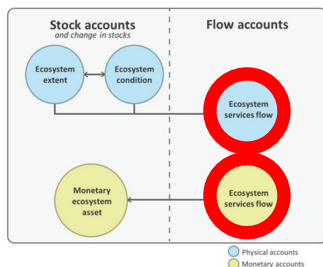 Stock accounts
and change in stocks
Flow accounts
Ecosystem
extent
Ecosystem
condition
Ecosystem
services flow
Monetary
ecosystem
asset
Ecosystem
services flow
Physical accounts
Monetary accounts